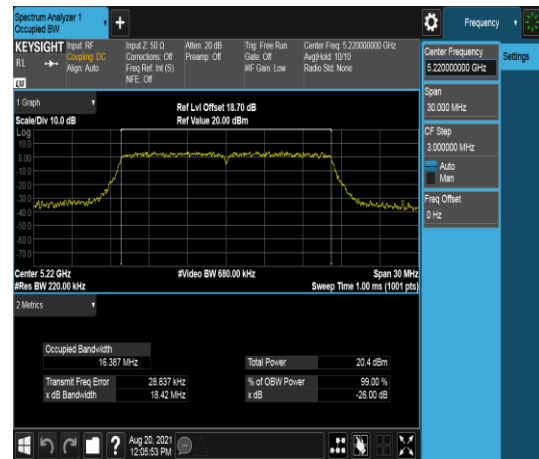 Spectrum Analyzer 1
Occupied BW
+
Frequency
KEYSIGHT
Input: RF
Coupling: DC
Align: Auto
Input Z: 50 Ω
Corrections: Off
Freq Ref: Int (S)
NFE: Off
Atten: 20 dB
Preamp: Off
Trig: Free Run
Gate: Off
#IF Gain: Low
Center Freq: 5.220000000 GHz
Avg|Hold: 10/10
Radio Std: None
RL
LXI
Center Frequency
5.220000000 GHz
Settings
Span
30.000 MHz
CF Step
3.000000 MHz
Auto
Man
Freq Offset
0 Hz
1 Graph
Scale/Div 10.0 dB
Ref Lvl Offset 18.70 dB
Ref Value 20.00 dBm
Log
10.0
0.00
-10.0
-20.0
-30.0
-40.0
-50.0
-60.0
-70.0
Center 5.22 GHz
#Res BW 220.00 kHz
#Video BW 680.00 kHz
Span 30 MHz
Sweep Time 1.00 ms (1001 pts)
2 Metrics
Occupied Bandwidth
16.387 MHz
Total Power 20.4 dBm
Transmit Freq Error 28.837 kHz
% of OBW Power 99.00 %
x dB Bandwidth 18.42 MHz
x dB -26.00 dB
?
Aug 20, 2021
12:05:53 PM